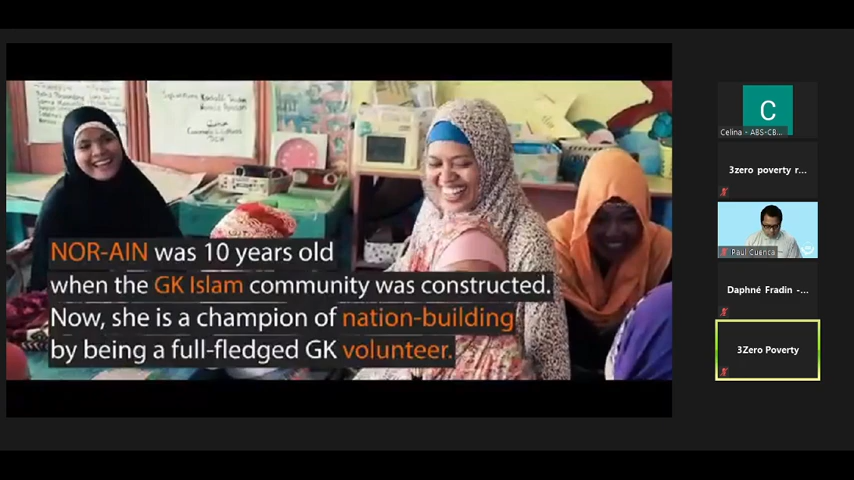 NOR-AIN was 10 years old
when the GK Islam community was constructed.
Now, she is a champion of nation-building
by being a full-fledged GK volunteer.
C
Celina - ABS-CB...
3zero poverty r...
Paul Cuenca
Daphné Fradin -...
3Zero Poverty